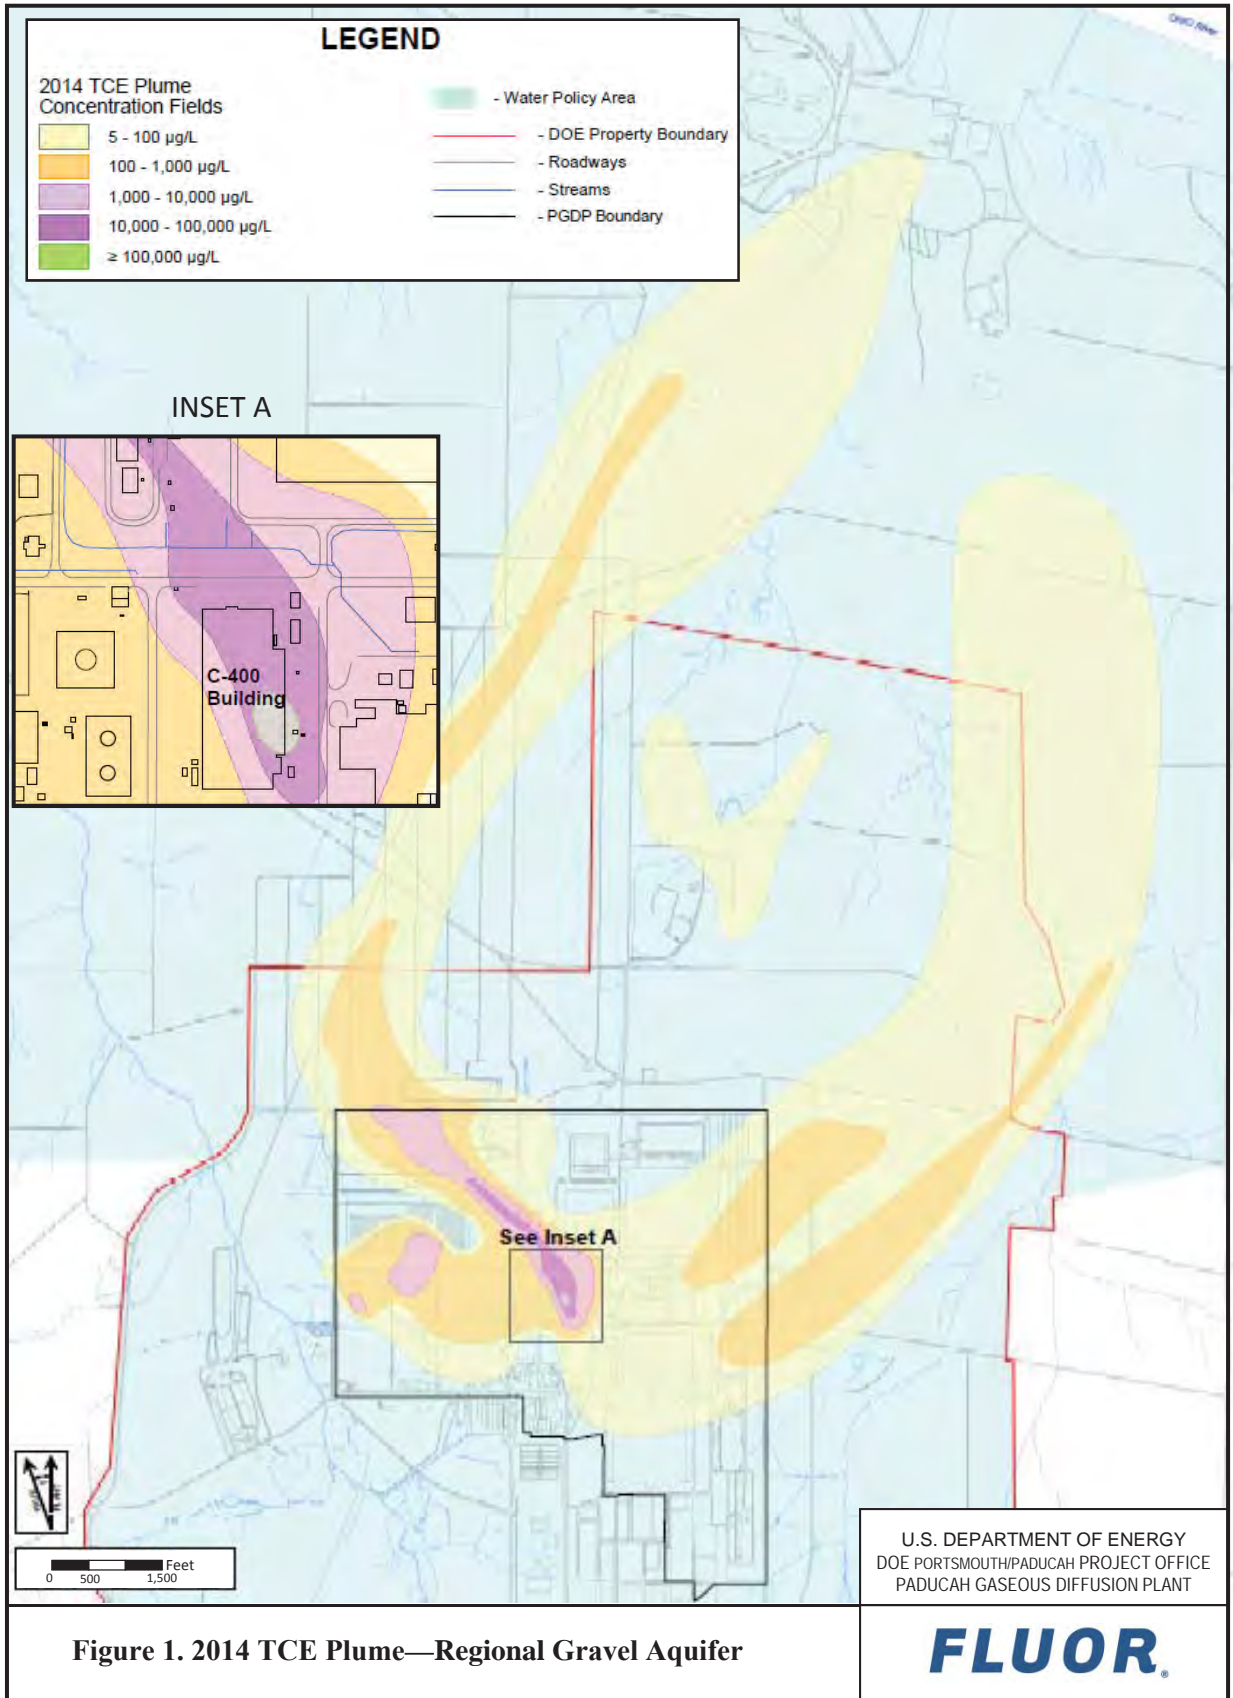 Ohio River
LEGEND
2014 TCE Plume
Concentration Fields
5 - 100 µg/L
100 - 1,000 µg/L
1,000 - 10,000 µg/L
10,000 - 100,000 µg/L
≥ 100,000 µg/L
- Water Policy Area
- DOE Property Boundary
- Roadways
- Streams
- PGDP Boundary
INSET A
C-400
Building
See Inset A
Feet
0 500 1,500
U.S. DEPARTMENT OF ENERGY
DOE PORTSMOUTH/PADUCAH PROJECT OFFICE
PADUCAH GASEOUS DIFFUSION PLANT
Figure 1. 2014 TCE Plume—Regional Gravel Aquifer
FLUOR®